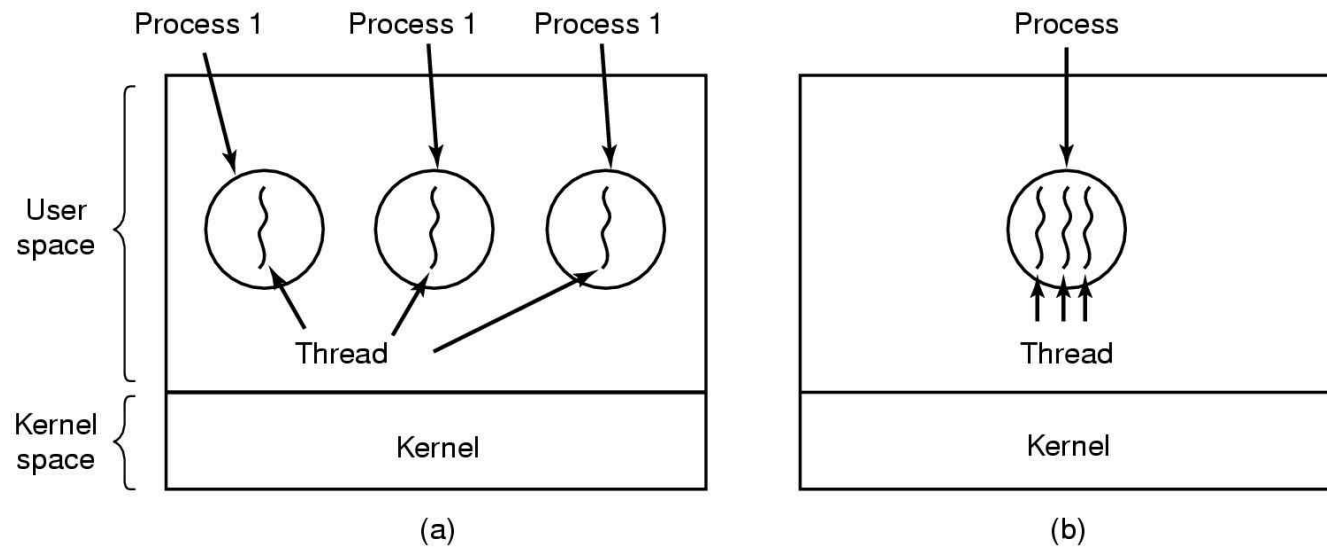 Process 1
Process 1
Process 1
Process
User
space
Thread
Thread
Kernel
space
Kernel
Kernel
(a)
(b)